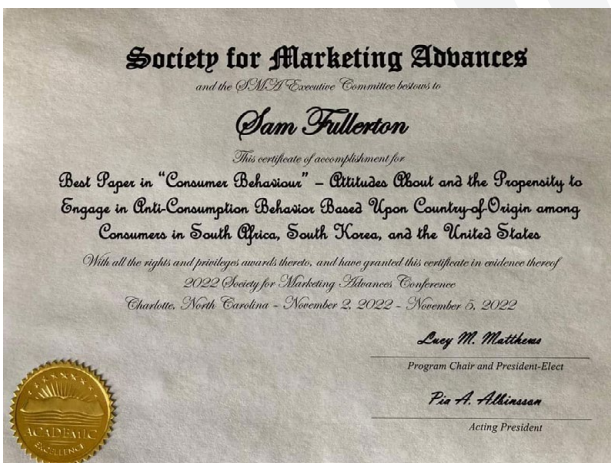 Society for Marketing Advances
and the SMA Executive Committee bestows to
Sam Fullerton
This certificate of accomplishment for
Best Paper in “Consumer Behaviour” – Attitudes About and the Propensity to
Engage in Anti-Consumption Behavior Based Upon Country-of-Origin among
Consumers in South Africa, South Korea, and the United States
With all the rights and privileges awards thereto, and have granted this certificate in evidence thereof
2022 Society for Marketing Advances Conference
Charlotte, North Carolina – November 2, 2022 – November 5, 2022
Lucy M. Matthews
Program Chair and President-Elect
Pia A. Albinsson
Acting President
ACADEMIC
EXCELLENCE